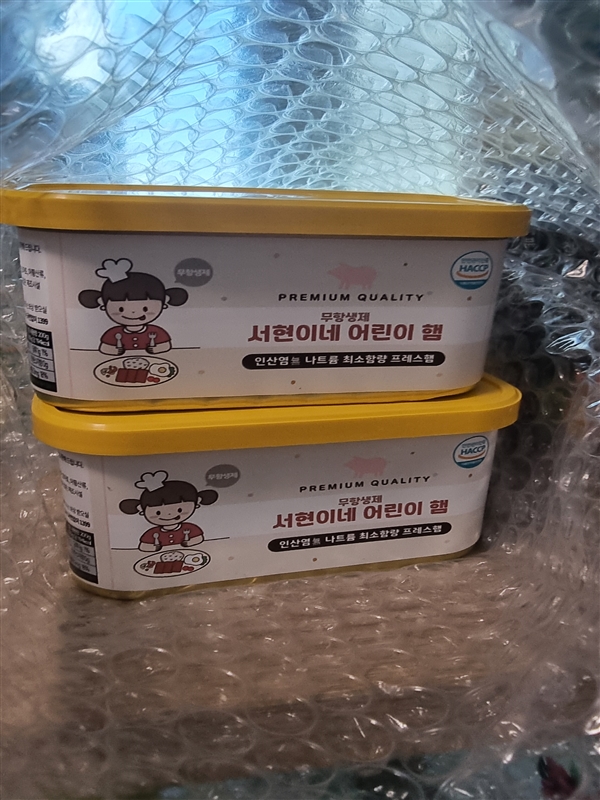 무항생제
HACCP
PREMIUM QUALITY
무항생제
서현이네 어린이 햄
인산염無 나트륨 최소함량 프레스햄
무항생제
HACCP
PREMIUM QUALITY
무항생제
서현이네 어린이 햄
인산염無 나트륨 최소함량 프레스햄